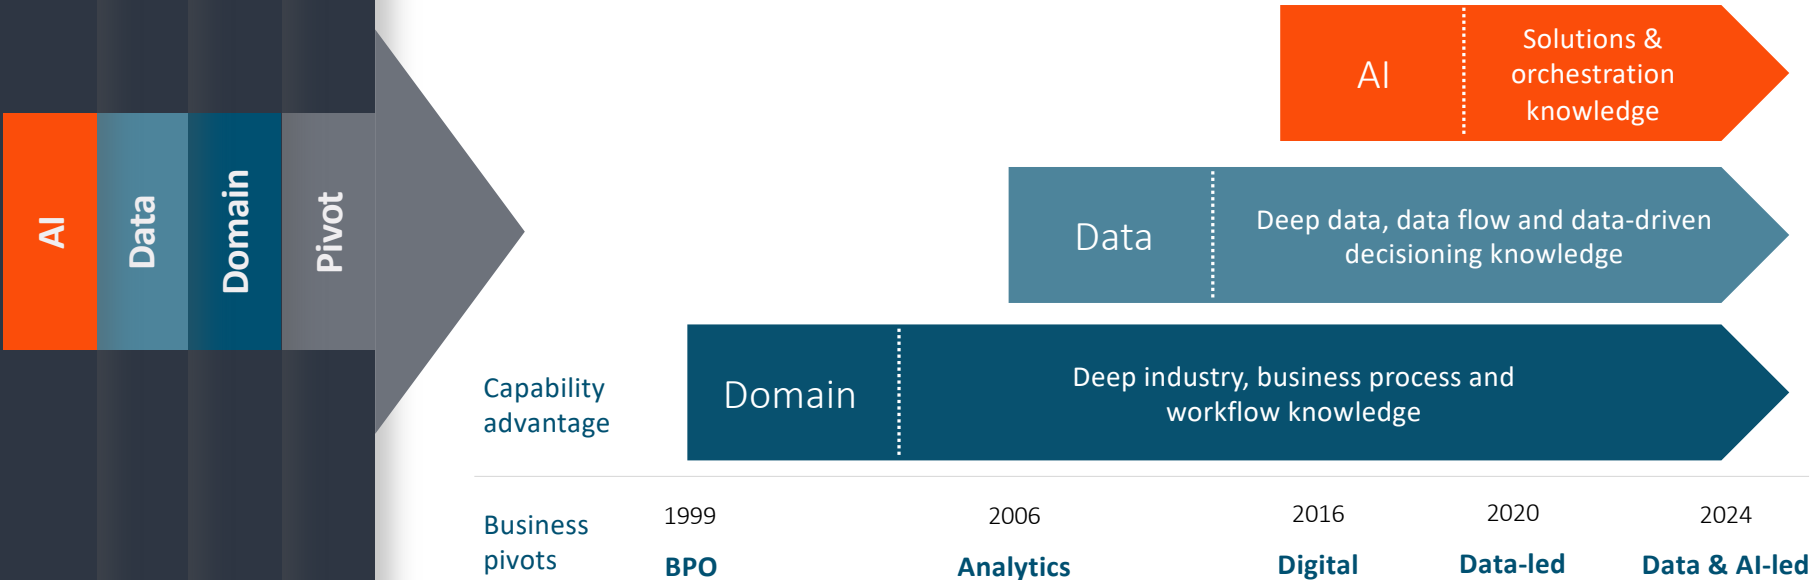 AI
Data
Domain
Pivot
AI
Solutions &
orchestration
knowledge
Data
Deep data, data flow and data-driven
decisioning knowledge
Capability
advantage
Domain
Deep industry, business process and
workflow knowledge
Business
pivots
1999
BPO
2006
Analytics
2016
Digital
2020
Data-led
2024
Data & AI-led